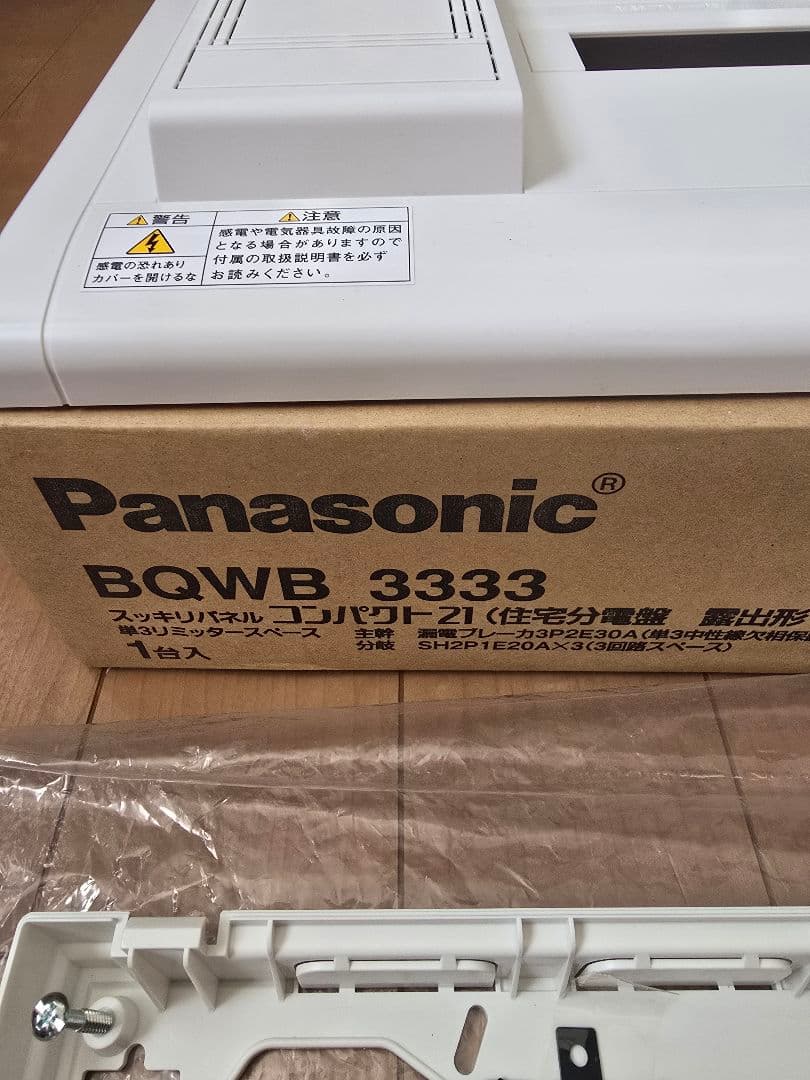 ⚠警告
感電の恐れあり
カバーを開けるな
⚠注意
感電や電気器具故障の原因
となる場合がありますので
付属の取扱説明書を必ず
お読みください。
Panasonic®
BQWB 3333
スッキリパネル コンパクト21 (住宅分電盤 露出形
単3リミッタースペース 主幹 漏電ブレーカ3P2E30A(単3中性線欠相保護
1台入 分岐 SH2P1E20A×3(3回路スペース)